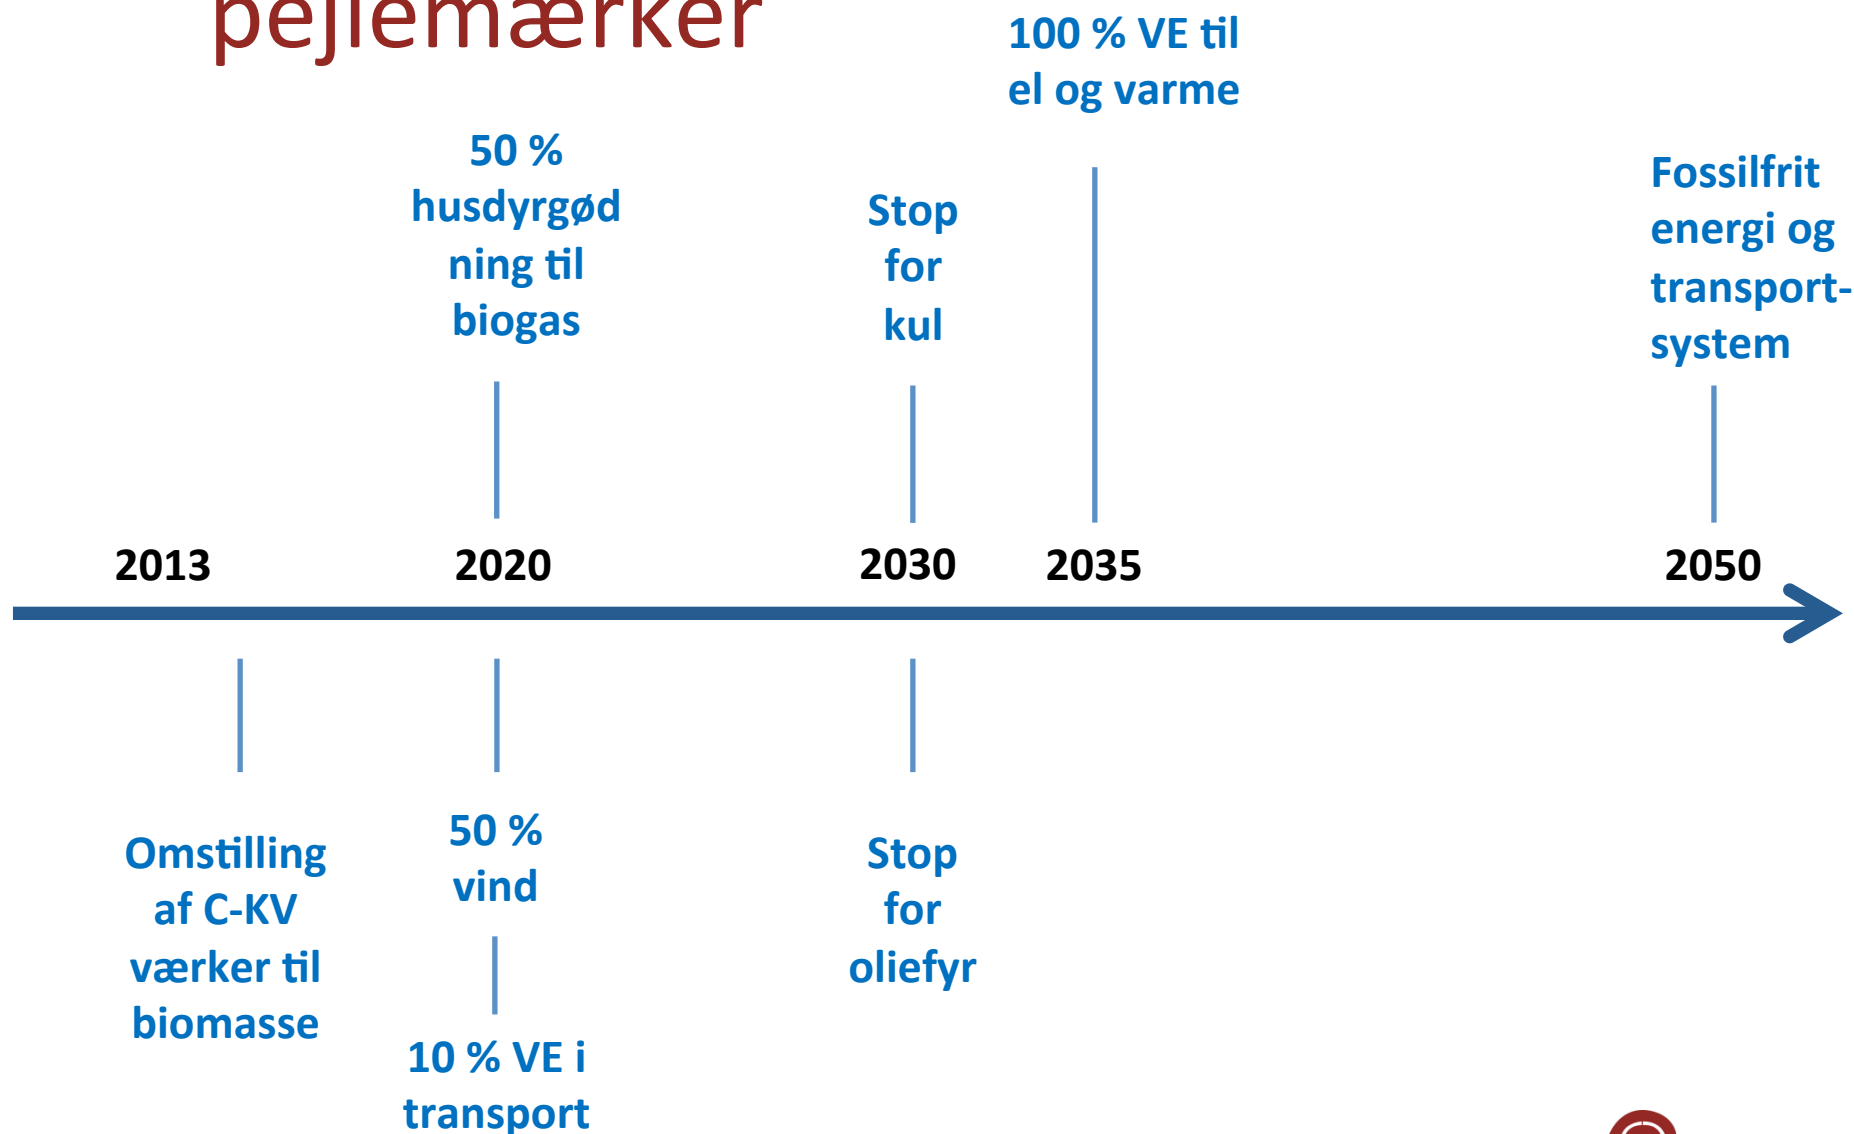 pejlemærker
100 % VE til
el og varme
50 %
husdyrgød
ning til
biogas
Stop
for
kul
Fossilfrit
energi og
transport-
system
2013
2020
2030
2035
2050
Omstilling
af C-KV
værker til
biomasse
50 %
vind
10 % VE i
transport
Stop
for
oliefyr